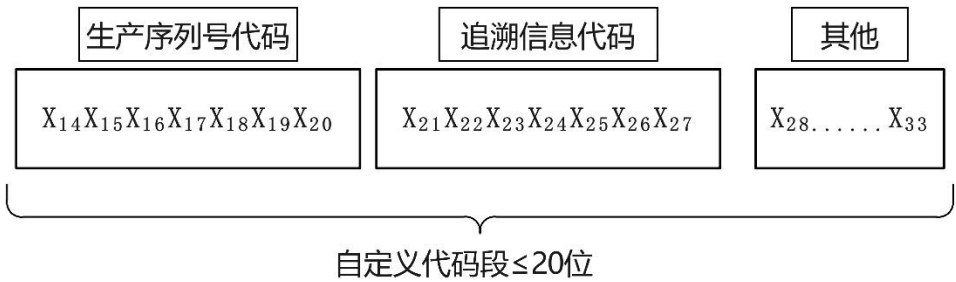 生产序列号代码 追溯信息代码 其他
X₁₄X₁₅X₁₆X₁₇X₁₈X₁₉X₂₀ X₂₁X₂₂X₂₃X₂₄X₂₅X₂₆X₂₇ X₂₈......X₃₃
自定义代码段≤20位